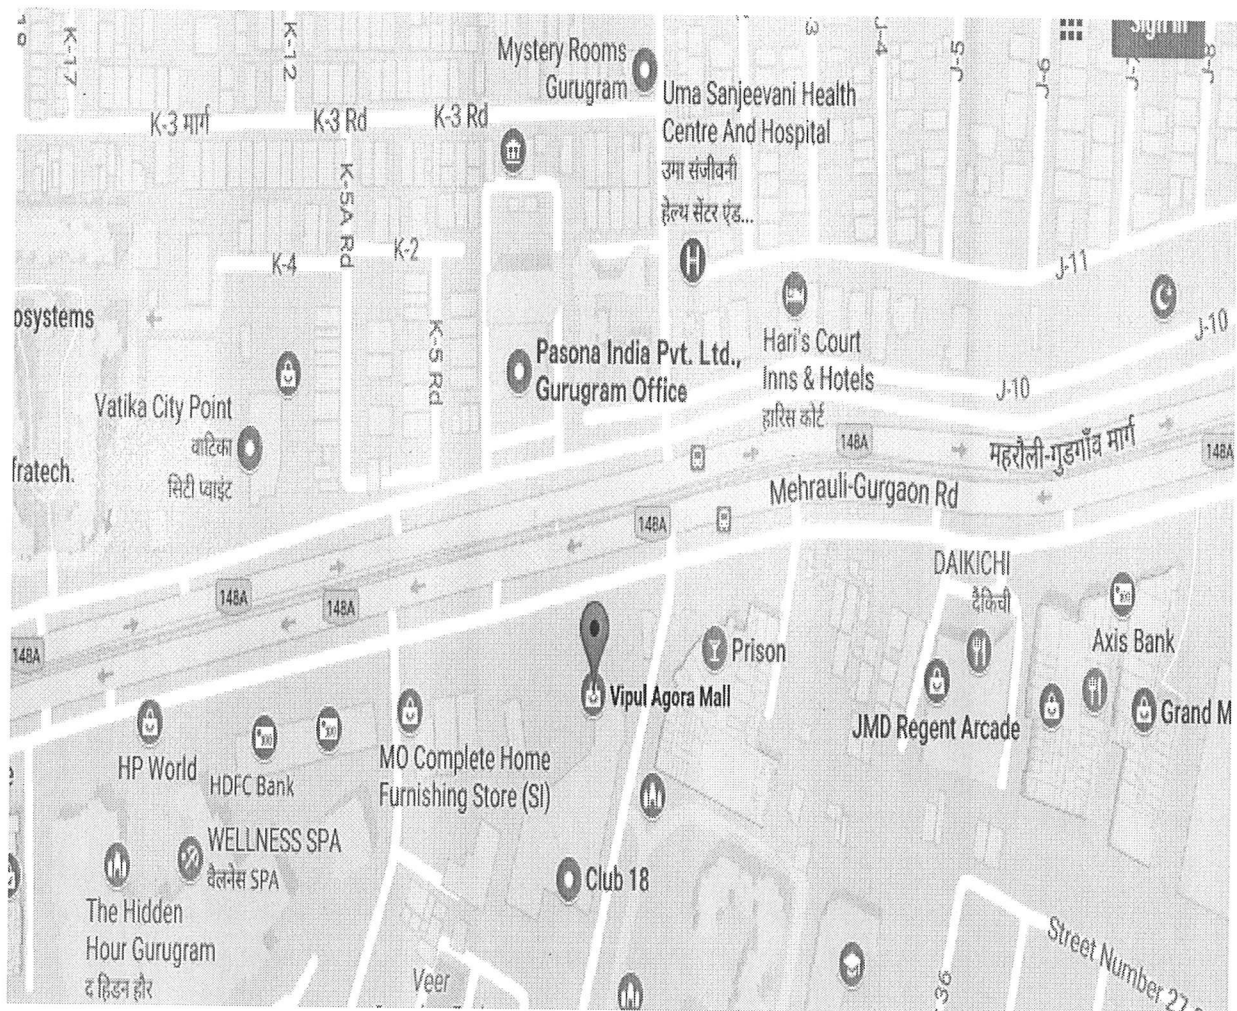 K-17
K-12
Mystery Rooms
Gurugram
J-4
J-5
J-6
Sign in
K-3 मार्ग
K-3 Rd
K-3 Rd
Uma Sanjeevani Health
Centre And Hospital
उमा संजीवनी
हेल्थ सेंटर एंड...
K-5A Rd
K-2
K-4
J-11
osystems
J-10
K-5 Rd
Pasona India Pvt. Ltd.,
Gurugram Office
Hari's Court
Inns & Hotels
हारिस कोर्ट
J-10
Vatika City Point
वाटिका
सिटी प्वाइंट
148A
महरौली-गुडगाँव मार्ग
148A
fratech.
Mehrauli-Gurgaon Rd
148A
148A
148A
148A
DAIKICHI
दैकिची
Prison
Axis Bank
Vipul Agora Mall
JMD Regent Arcade
Grand M
HP World
HDFC Bank
MO Complete Home
Furnishing Store (SI)
WELLNESS SPA
वैलनेस SPA
Club 18
The Hidden
Hour Gurugram
द हिडन हौर
Veer
Street Number 27